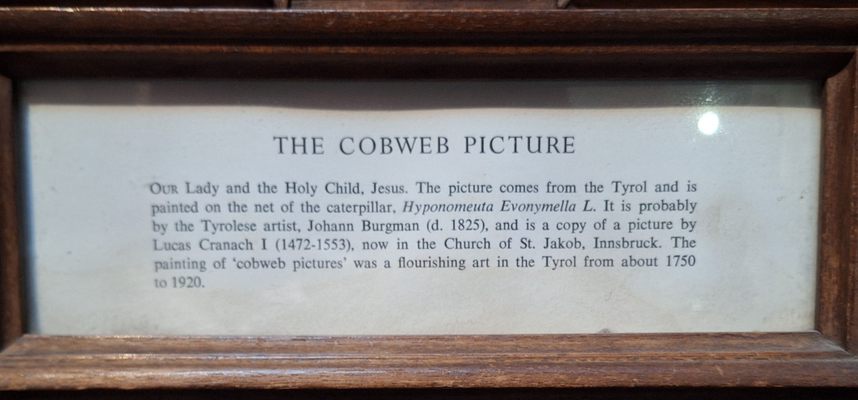 THE COBWEB PICTURE
OUR Lady and the Holy Child, Jesus. The picture comes from the Tyrol and is
painted on the net of the caterpillar, Hyponomeuta Evonymella L. It is probably
by the Tyrolese artist, Johann Burgman (d. 1825), and is a copy of a picture by
Lucas Cranach I (1472-1553), now in the Church of St. Jakob, Innsbruck. The
painting of ‘cobweb pictures’ was a flourishing art in the Tyrol from about 1750
to 1920.